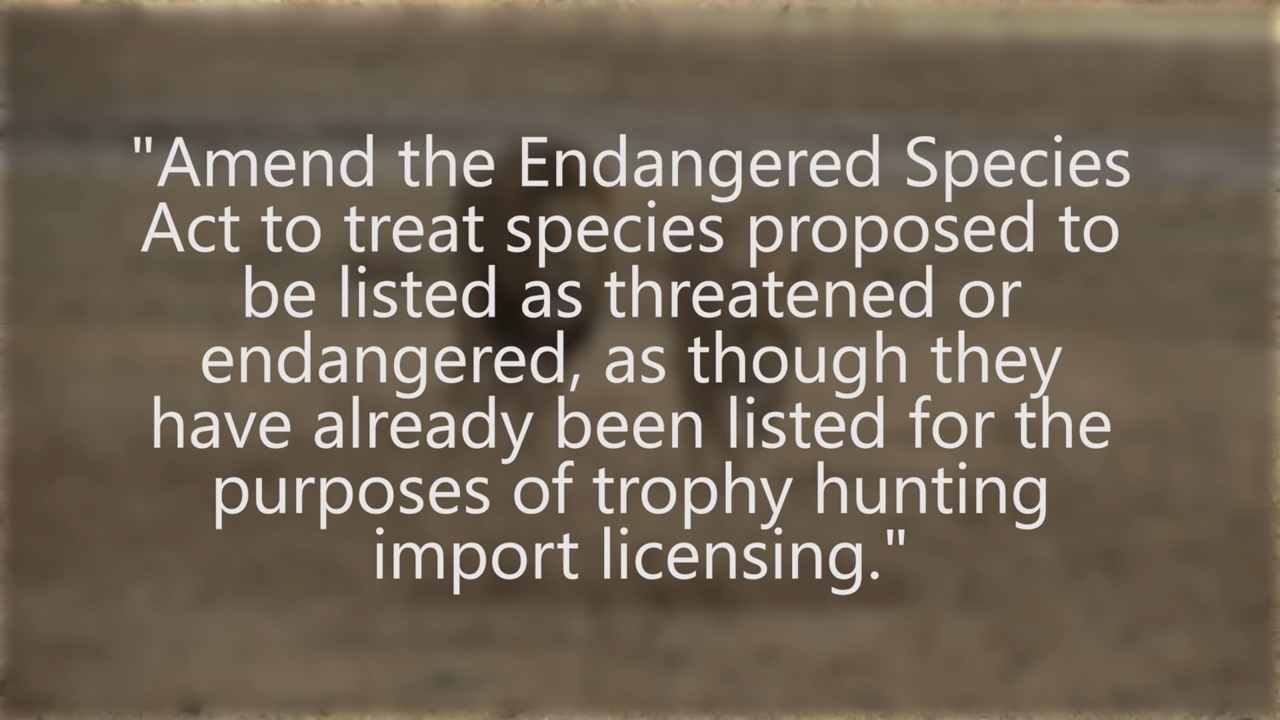 "Amend the Endangered Species
Act to treat species proposed to
be listed as threatened or
endangered, as though they
have already been listed for the
purposes of trophy hunting
import licensing."